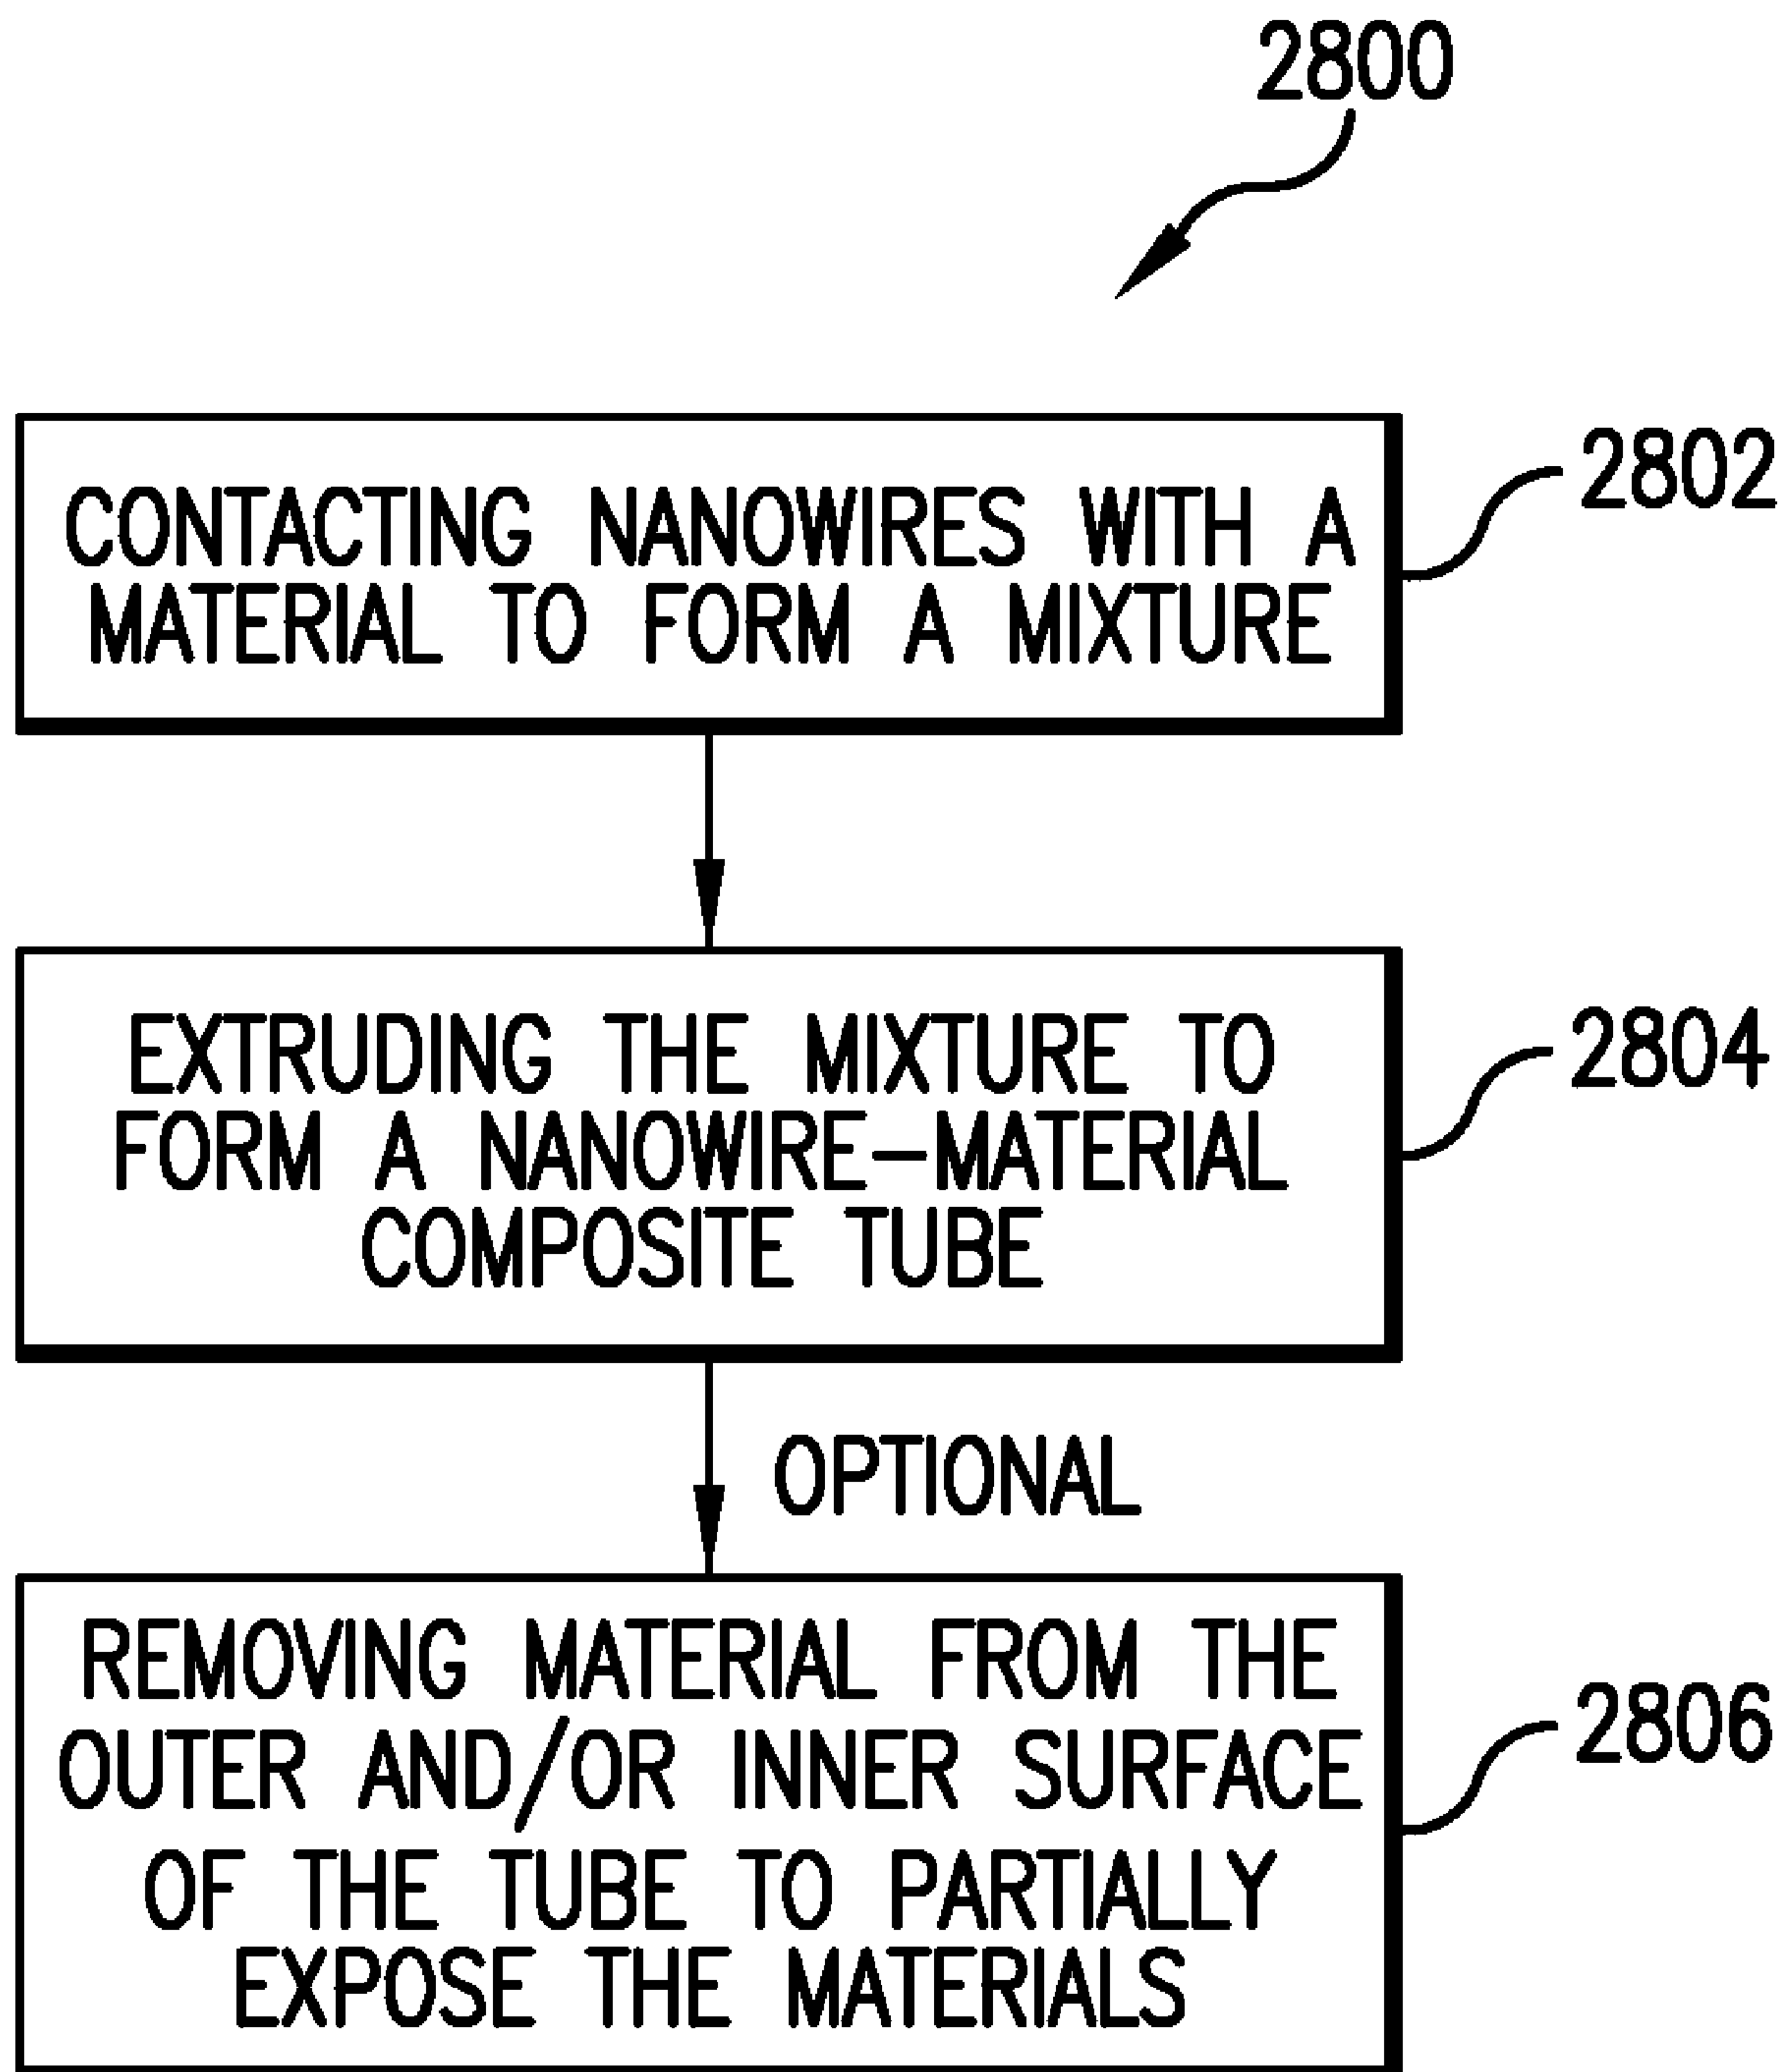 2800
CONTACTING NANOWIRES WITH A
MATERIAL TO FORM A MIXTURE
2802
EXTRUDING THE MIXTURE TO
FORM A NANOWIRE-MATERIAL
COMPOSITE TUBE
2804
OPTIONAL
REMOVING MATERIAL FROM THE
OUTER AND/OR INNER SURFACE
OF THE TUBE TO PARTIALLY
EXPOSE THE MATERIALS
2806